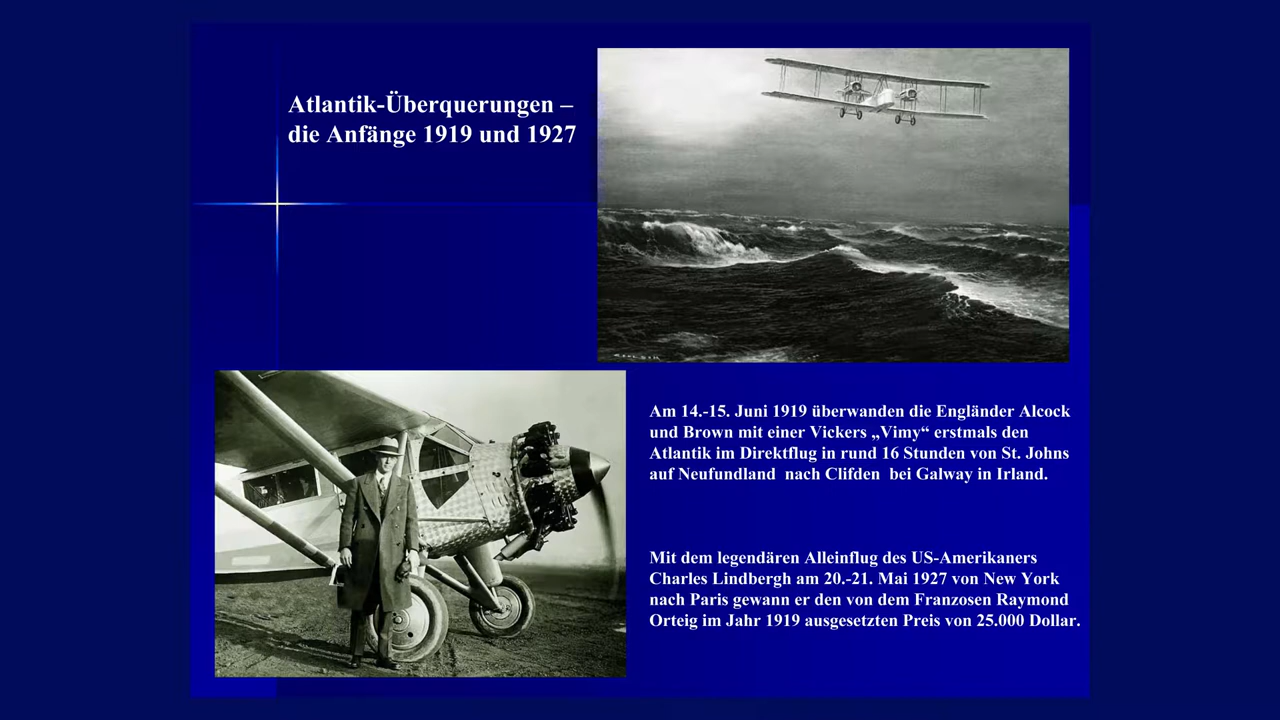 Atlantik-Überquerungen –
die Anfänge 1919 und 1927
Am 14.-15. Juni 1919 überwanden die Engländer Alcock
und Brown mit einer Vickers „Vimy“ erstmals den
Atlantik im Direktflug in rund 16 Stunden von St. Johns
auf Neufundland nach Clifden bei Galway in Irland.
Mit dem legendären Alleinflug des US-Amerikaners
Charles Lindbergh am 20.-21. Mai 1927 von New York
nach Paris gewann er den von dem Franzosen Raymond
Orteig im Jahr 1919 ausgesetzten Preis von 25.000 Dollar.